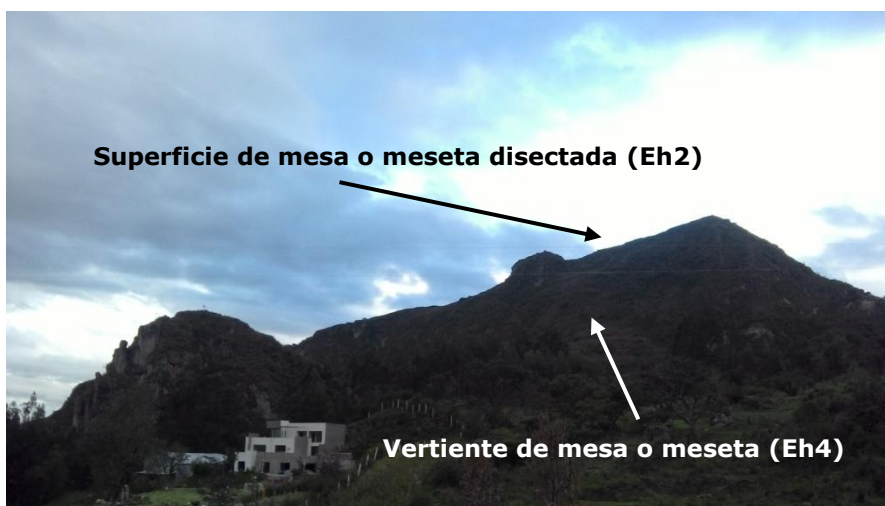 Superficie de mesa o meseta disectada (Eh2)
Vertiente de mesa o meseta (Eh4)